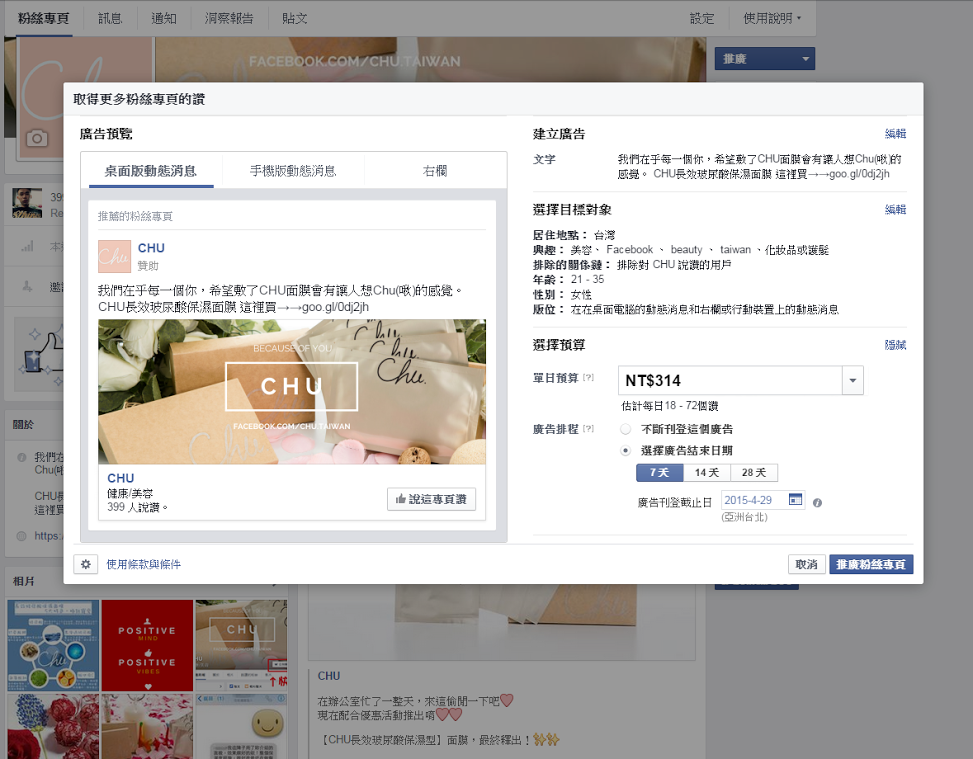 粉絲專頁
訊息
通知
洞察報告
貼文
設定
使用說明
FACEBOOK.COM/CHU.TAIWAN
推廣
取得更多粉絲專頁的讚
廣告預覽
桌面版動態消息
手機版動態消息
右欄
推薦的粉絲專頁
CHU
贊助
我們在乎每一個你，希望敷了CHU面膜會有讓人想Chu(啾)的感覺。
CHU長效玻尿酸保濕面膜 這裡買→→goo.gl/0dj2jh
BECAUSE OF YOU
CHU
FACEBOOK.COM/CHU.TAIWAN
CHU
健康/美容
399 人說讚。
說這專頁讚
建立廣告
編輯
文字
我們在乎每一個你，希望敷了CHU面膜會有讓人想Chu(啾)的
感覺。 CHU長效玻尿酸保濕面膜 這裡買→→goo.gl/0dj2jh
選擇目標對象
編輯
居住地點： 台灣
興趣： 美容、 Facebook 、 beauty 、 taiwan 、化妝品或護髮
排除的關係鏈： 排除對 CHU 說讚的用戶
年齡： 21 - 35
性別： 女性
版位： 在在桌面電腦的動態消息和右欄或行動裝置上的動態消息
選擇預算
隱藏
單日預算 [?]
NT$314
估計每日18 - 72個讚
廣告排程 [?]
不斷刊登這個廣告
選擇廣告結束日期
7 天
14 天
28 天
廣告刊登截止日
2015-4-29
(亞洲台北)
使用條款與條件
取消
推廣粉絲專頁
關於
我們在
Chu(啾
CHU長
這裡買
https:
相片
POSITIVE
MIND
POSITIVE
VIBES
CHU
CHU
在辦公室忙了一整天，來這偷閒一下吧
現在配合優惠活動推出唷
【CHU長效玻尿酸保濕型】面膜，最終釋出！